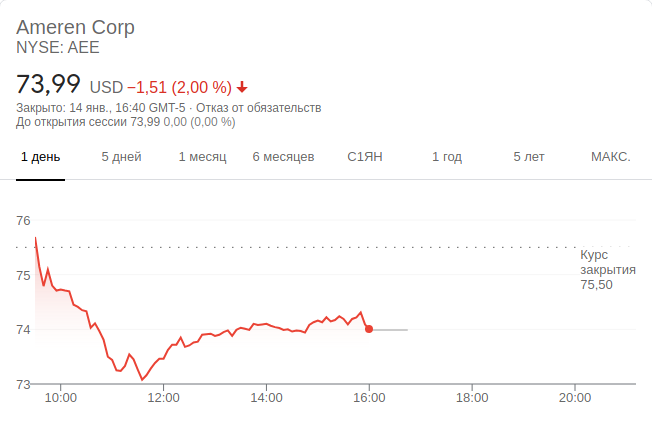 Ameren Corp
NYSE: AEE
73,99 USD −1,51 (2,00 %)
Закрыто: 14 янв., 16:40 GMT-5 · Отказ от обязательств
До открытия сессии 73,99 0,00 (0,00 %)
1 день 5 дней 1 месяц 6 месяцев С1ЯН 1 год 5 лет МАКС.
76
Курс
закрытия
75,50
75
74
73
10:00 12:00 14:00 16:00 18:00 20:00